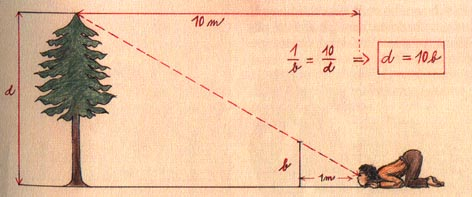 10 m
1/b = 10/d ⇒ d = 10.b
d
b
1m